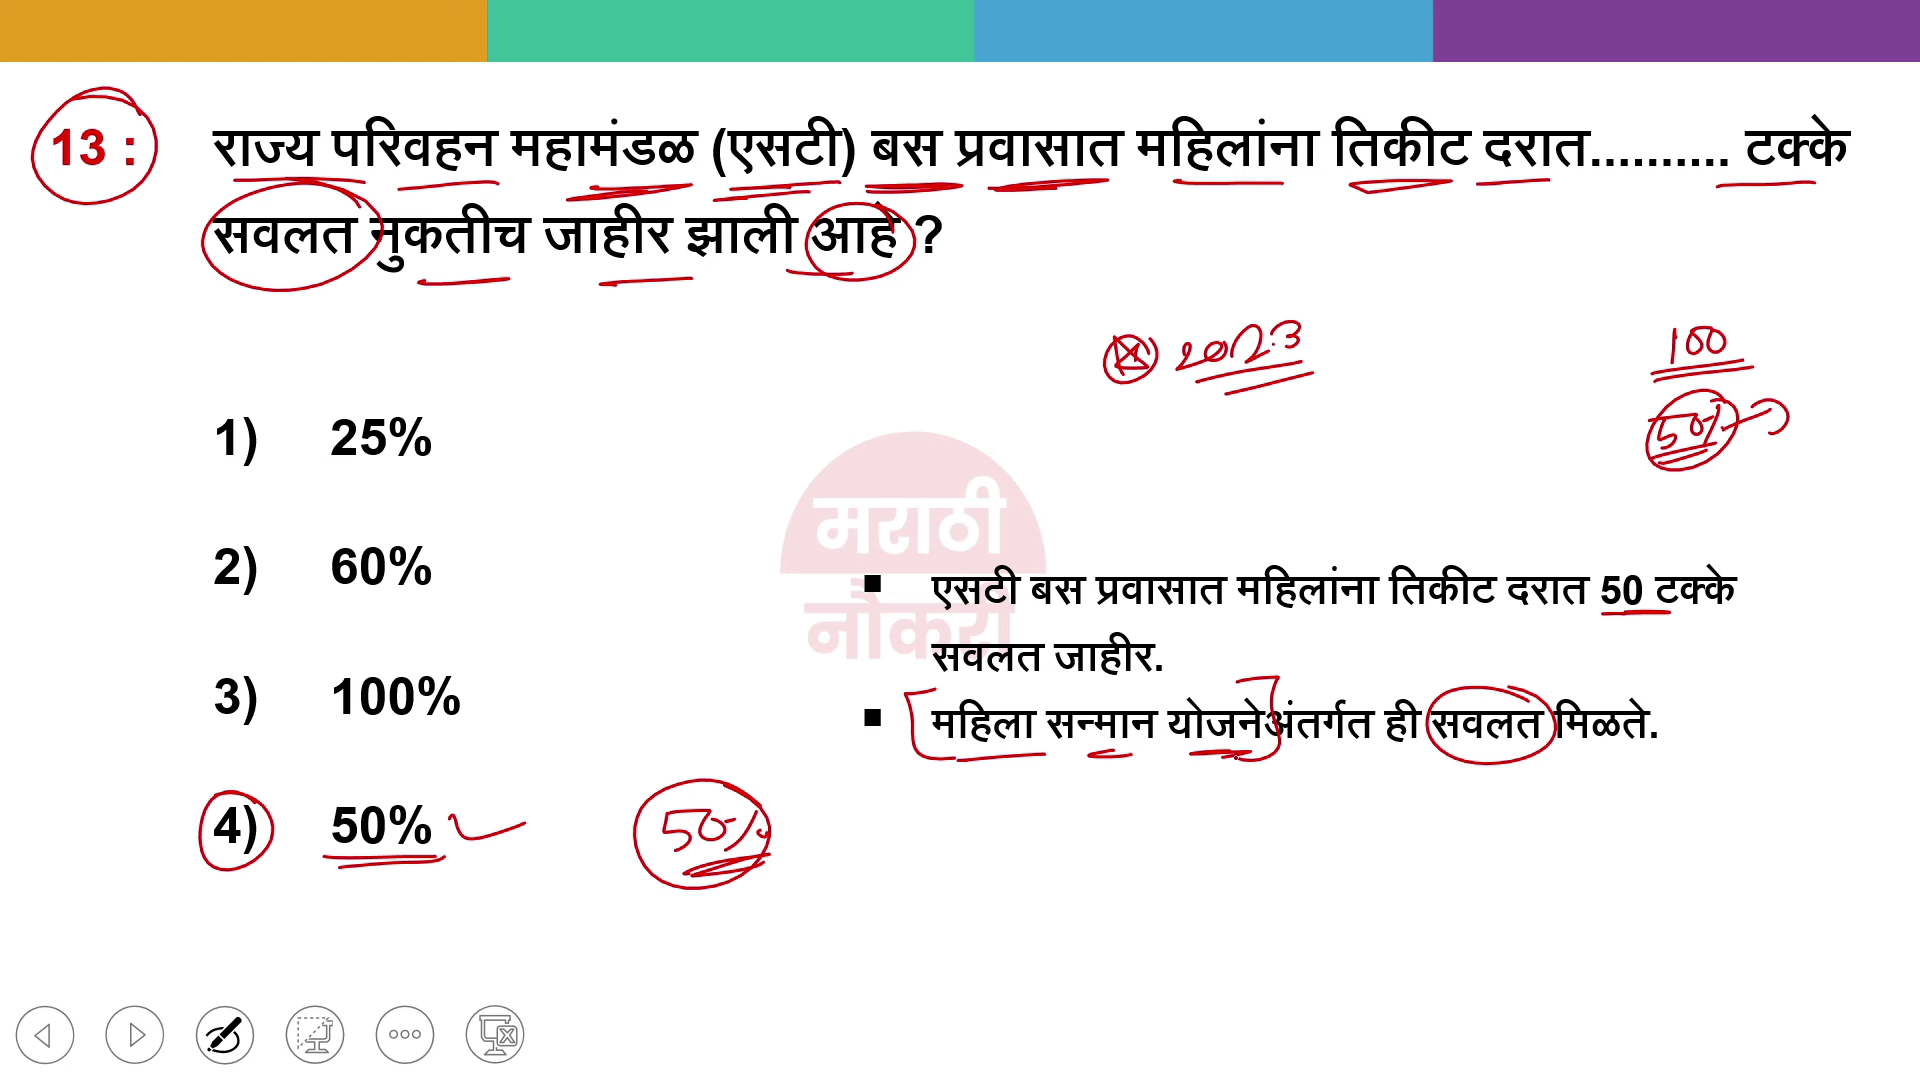 13 : राज्य परिवहन महामंडळ (एसटी) बस प्रवासात महिलांना तिकीट दरात.......... टक्के
सवलत नुकतीच जाहीर झाली आहे ?
2023
100
50%
1) 25%
2) 60%
3) 100%
4) 50%
50%
मराठी
नौकरी
▪ एसटी बस प्रवासात महिलांना तिकीट दरात 50 टक्के
सवलत जाहीर.
▪ महिला सन्मान योजनेअंतर्गत ही सवलत मिळते.